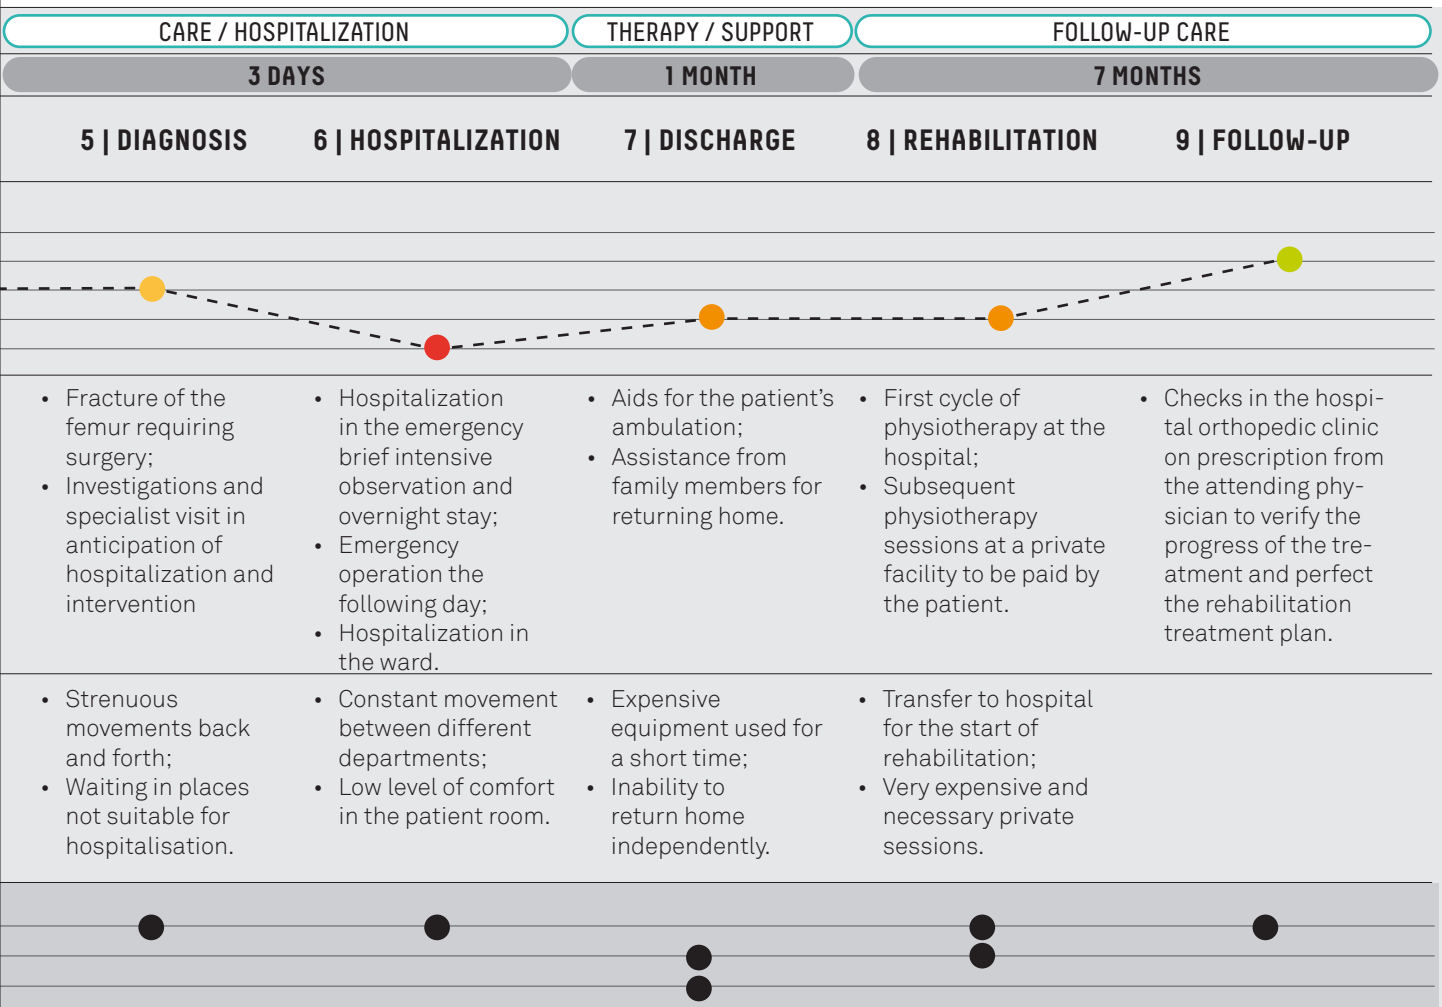 CARE / HOSPITALIZATION
THERAPY / SUPPORT
FOLLOW-UP CARE
3 DAYS
1 MONTH
7 MONTHS
5 | DIAGNOSIS
6 | HOSPITALIZATION
7 | DISCHARGE
8 | REHABILITATION
9 | FOLLOW-UP
• Fracture of the
femur requiring
surgery;
• Investigations and
specialist visit in
anticipation of
hospitalization and
intervention
• Hospitalization
in the emergency
brief intensive
observation and
overnight stay;
• Emergency
operation the
following day;
• Hospitalization in
the ward.
• Aids for the patient's
ambulation;
• Assistance from
family members for
returning home.
• First cycle of
physiotherapy at the
hospital;
• Subsequent
physiotherapy
sessions at a private
facility to be paid by
the patient.
• Checks in the hospi-
tal orthopedic clinic
on prescription from
the attending phy-
sician to verify the
progress of the tre-
atment and perfect
the rehabilitation
treatment plan.
• Strenuous
movements back
and forth;
• Waiting in places
not suitable for
hospitalisation.
• Constant movement
between different
departments;
• Low level of comfort
in the patient room.
• Expensive
equipment used for
a short time;
• Inability to
return home
independently.
• Transfer to hospital
for the start of
rehabilitation;
• Very expensive and
necessary private
sessions.